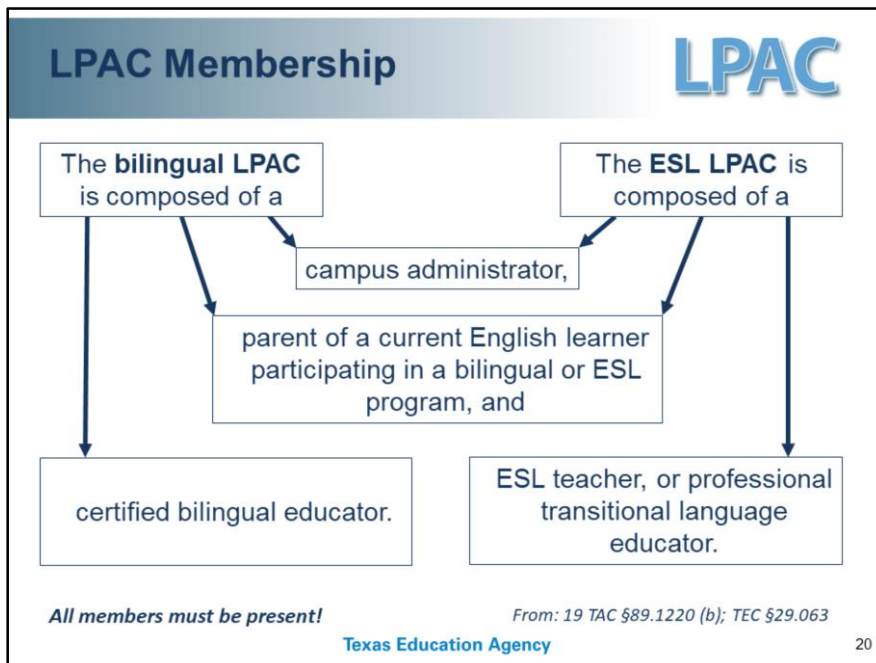 LPAC Membership
LPAC
The bilingual LPAC
is composed of a
The ESL LPAC is
composed of a
campus administrator,
parent of a current English learner
participating in a bilingual or ESL
program, and
certified bilingual educator.
ESL teacher, or professional
transitional language
educator.
All members must be present!
From: 19 TAC §89.1220 (b); TEC §29.063
Texas Education Agency
20